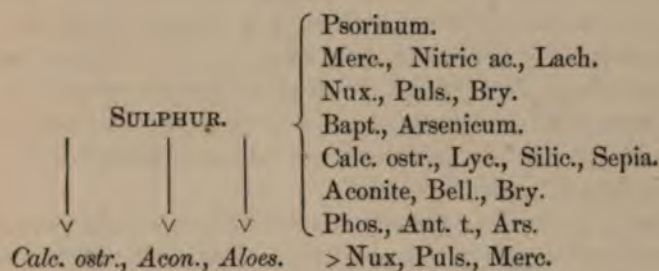 Psorinum.
Merc., Nitric ac., Lach.
Nux., Puls., Bry.
SULPHUR.
Bapt., Arsenicum.
Calc. ostr., Lyc., Silic., Sepia.
Aconite, Bell., Bry.
Phos., Ant. t., Ars.
Calc. ostr., Acon., Aloes. >Nux, Puls., Merc.